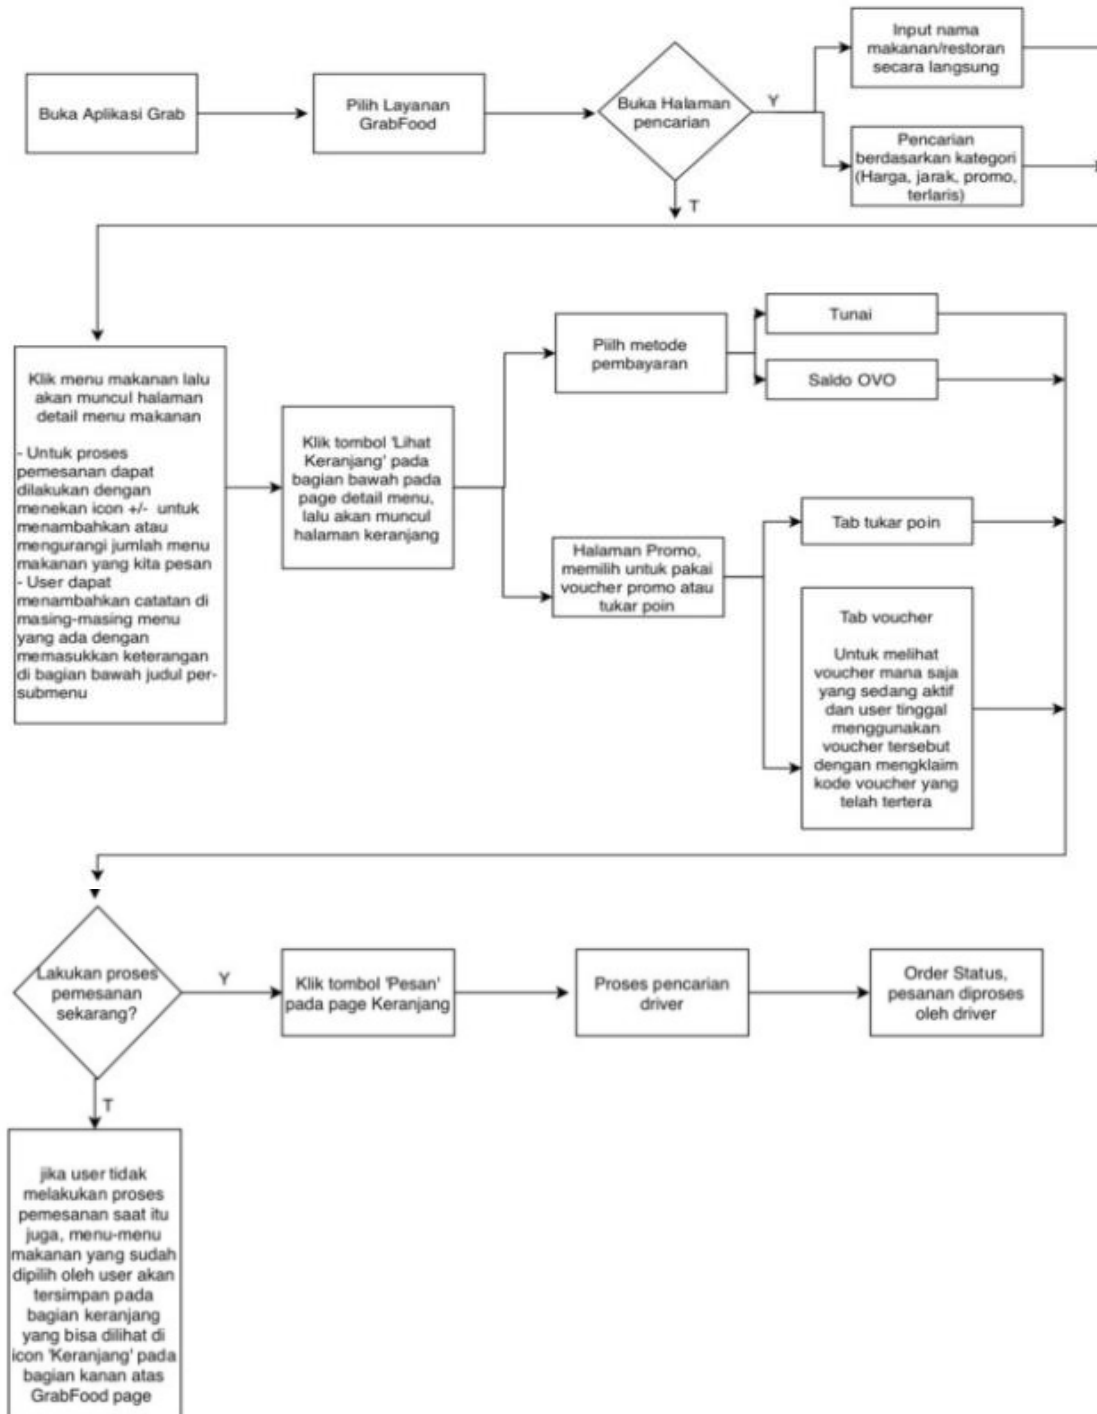 Buka Aplikasi Grab
Pilih Layanan
GrabFood
Buka Halaman
pencarian
Y
T
Input nama
makanan/restoran
secara langsung
Pencarian
berdasarkan kategori
(Harga, jarak, promo,
terlaris)
Klik menu makanan lalu
akan muncul halaman
detail menu makanan
- Untuk proses
pemesanan dapat
dilakukan dengan
menekan icon +/- untuk
menambahkan atau
mengurangi jumlah menu
makanan yang kita pesan
- User dapat
menambahkan catatan di
masing-masing menu
yang ada dengan
memasukkan keterangan
di bagian bawah judul per-
submenu
Klik tombol 'Lihat
Keranjang' pada
bagian bawah pada
page detail menu,
lalu akan muncul
halaman keranjang
Piilh metode
pembayaran
Tunai
Saldo OVO
Halaman Promo,
memilih untuk pakai
voucher promo atau
tukar poin
Tab tukar poin
Tab voucher
Untuk melihat
voucher mana saja
yang sedang aktif
dan user tinggal
menggunakan
voucher tersebut
dengan mengklaim
kode voucher yang
telah tertera
Lakukan proses
pemesanan
sekarang?
Y
T
Klik tombol 'Pesan'
pada page Keranjang
Proses pencarian
driver
Order Status,
pesanan diproses
oleh driver
jika user tidak
melakukan proses
pemesanan saat itu
juga, menu-menu
makanan yang sudah
dipilih oleh user akan
tersimpan pada
bagian keranjang
yang bisa dilihat di
icon 'Keranjang' pada
bagian kanan atas
GrabFood page